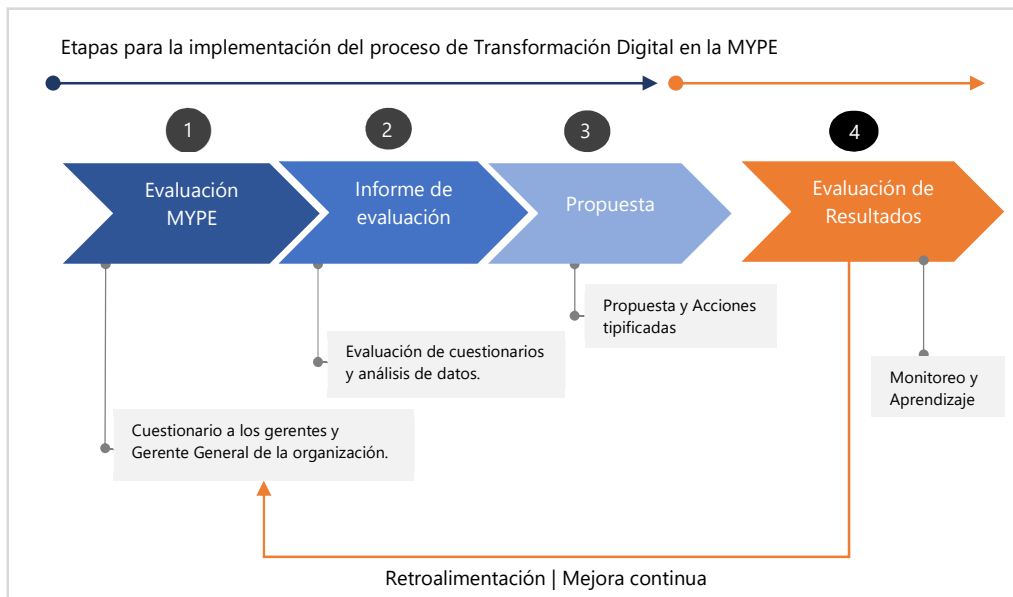 Etapas para la implementación del proceso de Transformación Digital en la MYPE
1
2
3
4
Evaluación
MYPE
Informe de
evaluación
Propuesta
Evaluación de
Resultados
Propuesta y Acciones
tipificadas
Evaluación de cuestionarios
y análisis de datos.
Monitoreo y
Aprendizaje
Cuestionario a los gerentes y
Gerente General de la organización.
Retroalimentación | Mejora continua